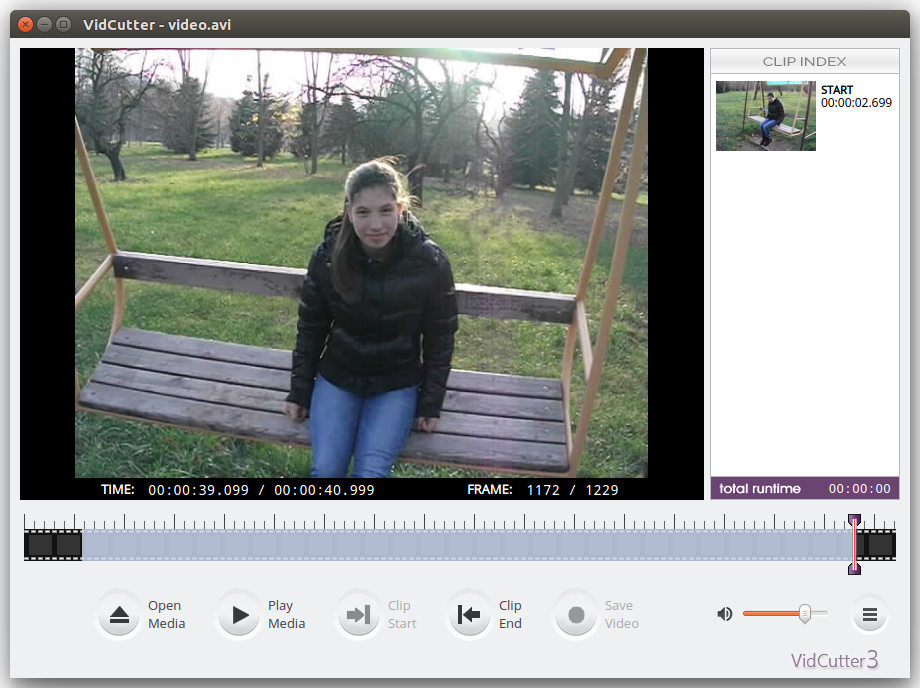 VidCutter - video.avi
CLIP INDEX
START
00:00:02.699
TIME: 00:00:39.099 / 00:00:40.999 FRAME: 1172 / 1229
total runtime 00:00:00
Open
Media
Play
Media
Clip
Start
Clip
End
Save
Video
VidCutter3